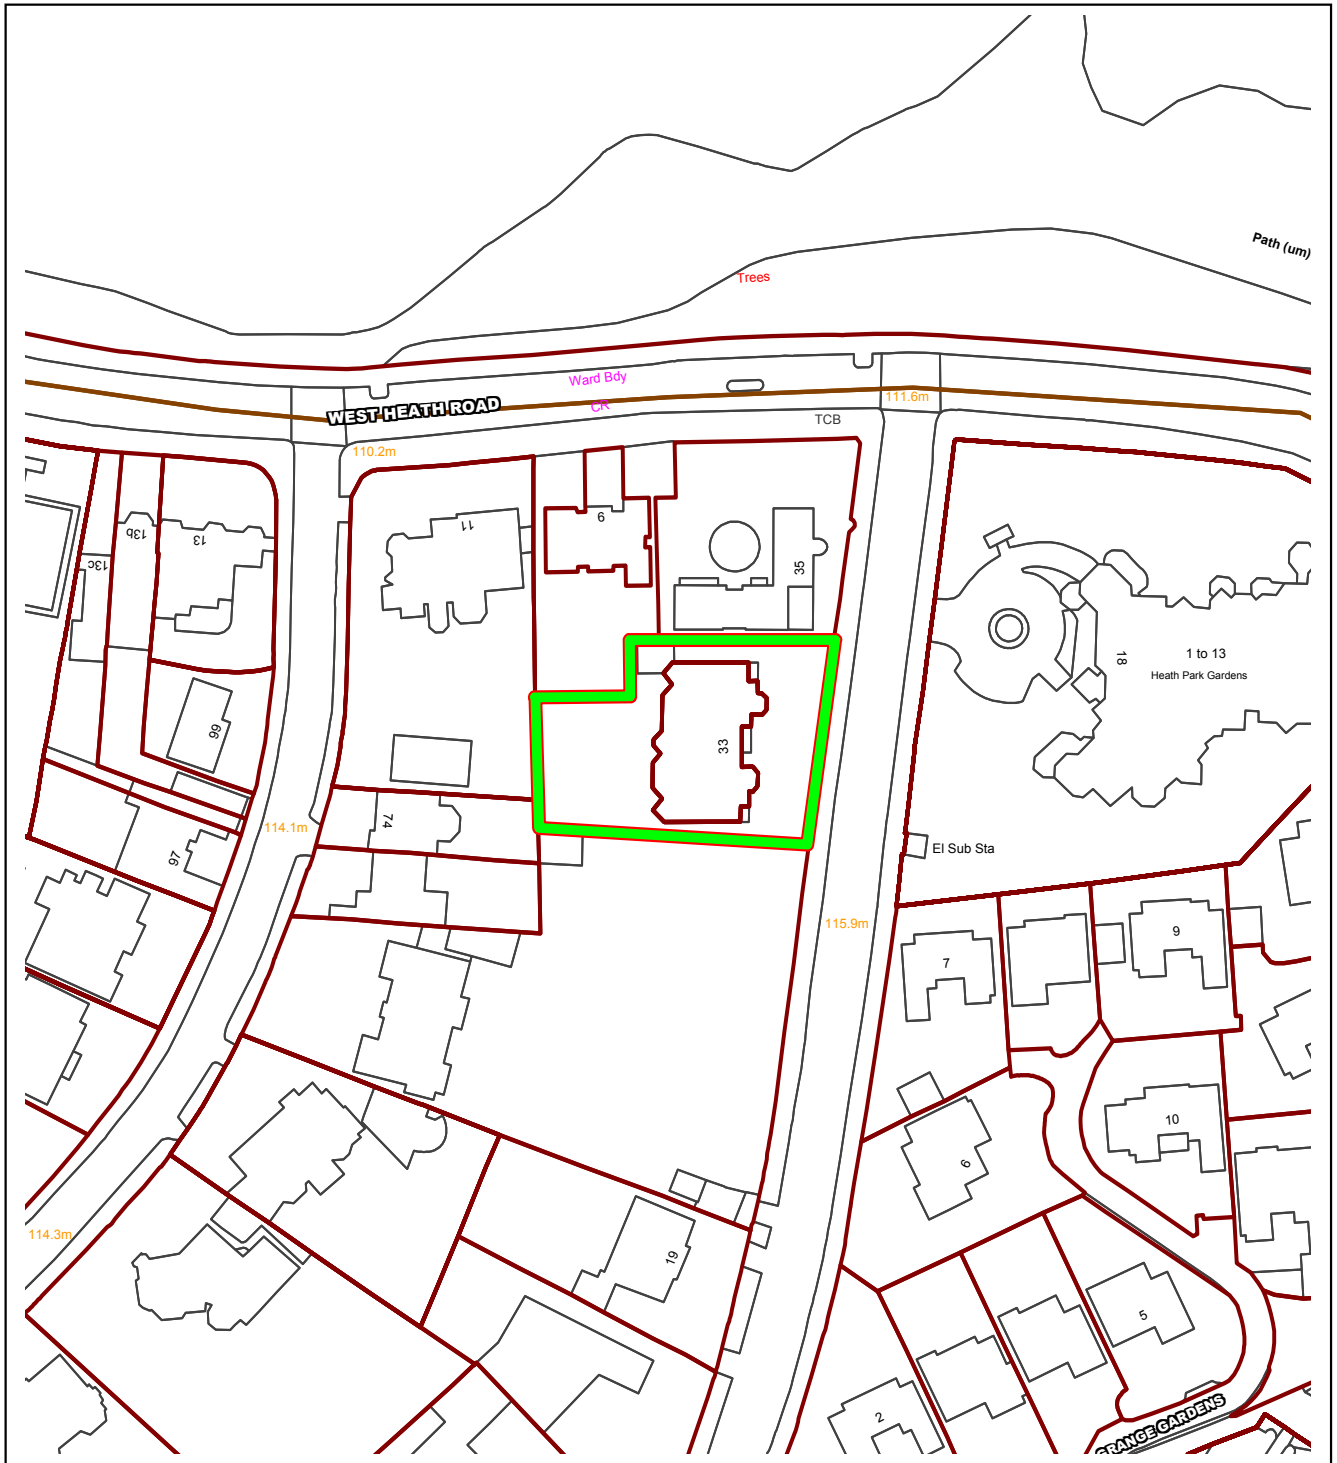 Path (um)
Trees
Ward Bdy
CR
WEST HEATH ROAD
111.6m
TCB
110.2m
11
9
35
13b
13
13c
18
1 to 13
Heath Park Gardens
99
33
74
114.1m
97
El Sub Sta
115.9m
7
9
10
6
114.3m
19
5
2
GRANGE GARDENS